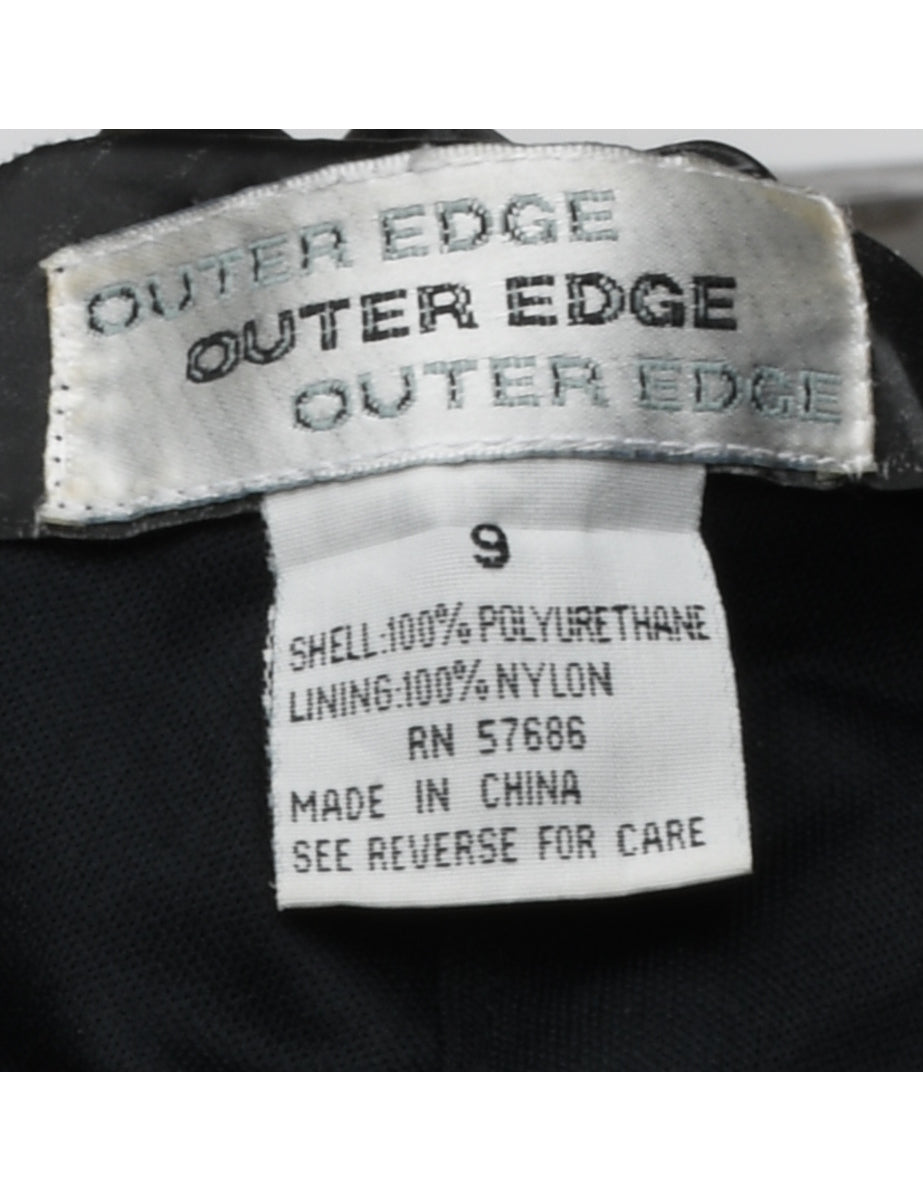 OUTER EDGE
OUTER EDGE
OUTER EDGE
9
SHELL:100% POLYURETHANE
LINING:100% NYLON
RN 57686
MADE IN CHINA
SEE REVERSE FOR CARE